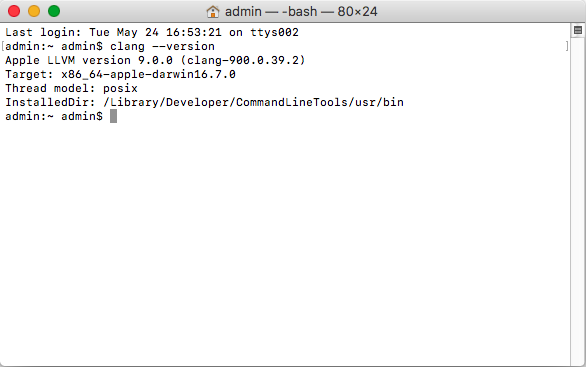 admin — -bash — 80×24
Last login: Tue May 24 16:53:21 on ttys002
[admin:~ admin$ clang --version ]
Apple LLVM version 9.0.0 (clang-900.0.39.2)
Target: x86_64-apple-darwin16.7.0
Thread model: posix
InstalledDir: /Library/Developer/CommandLineTools/usr/bin
admin:~ admin$